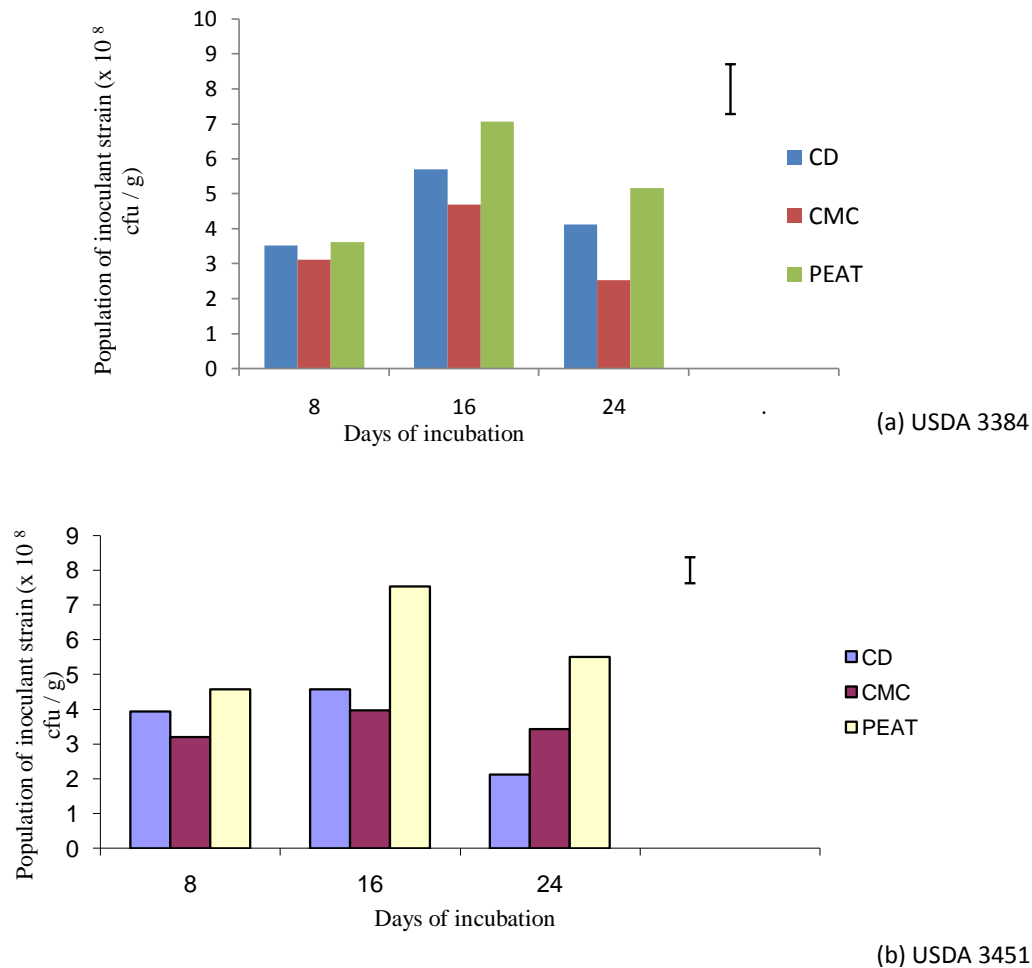 Population of inoculant strain (x 10 8
cfu / g)
10
9
8
7
6
5
4
3
2
1
0
8 16 24 .
Days of incubation
CD
CMC
PEAT
(a) USDA 3384
Population of inoculant strain (x 10 8
cfu / g)
9
8
7
6
5
4
3
2
1
0
8 16 24
Days of incubation
CD
CMC
PEAT
(b) USDA 3451